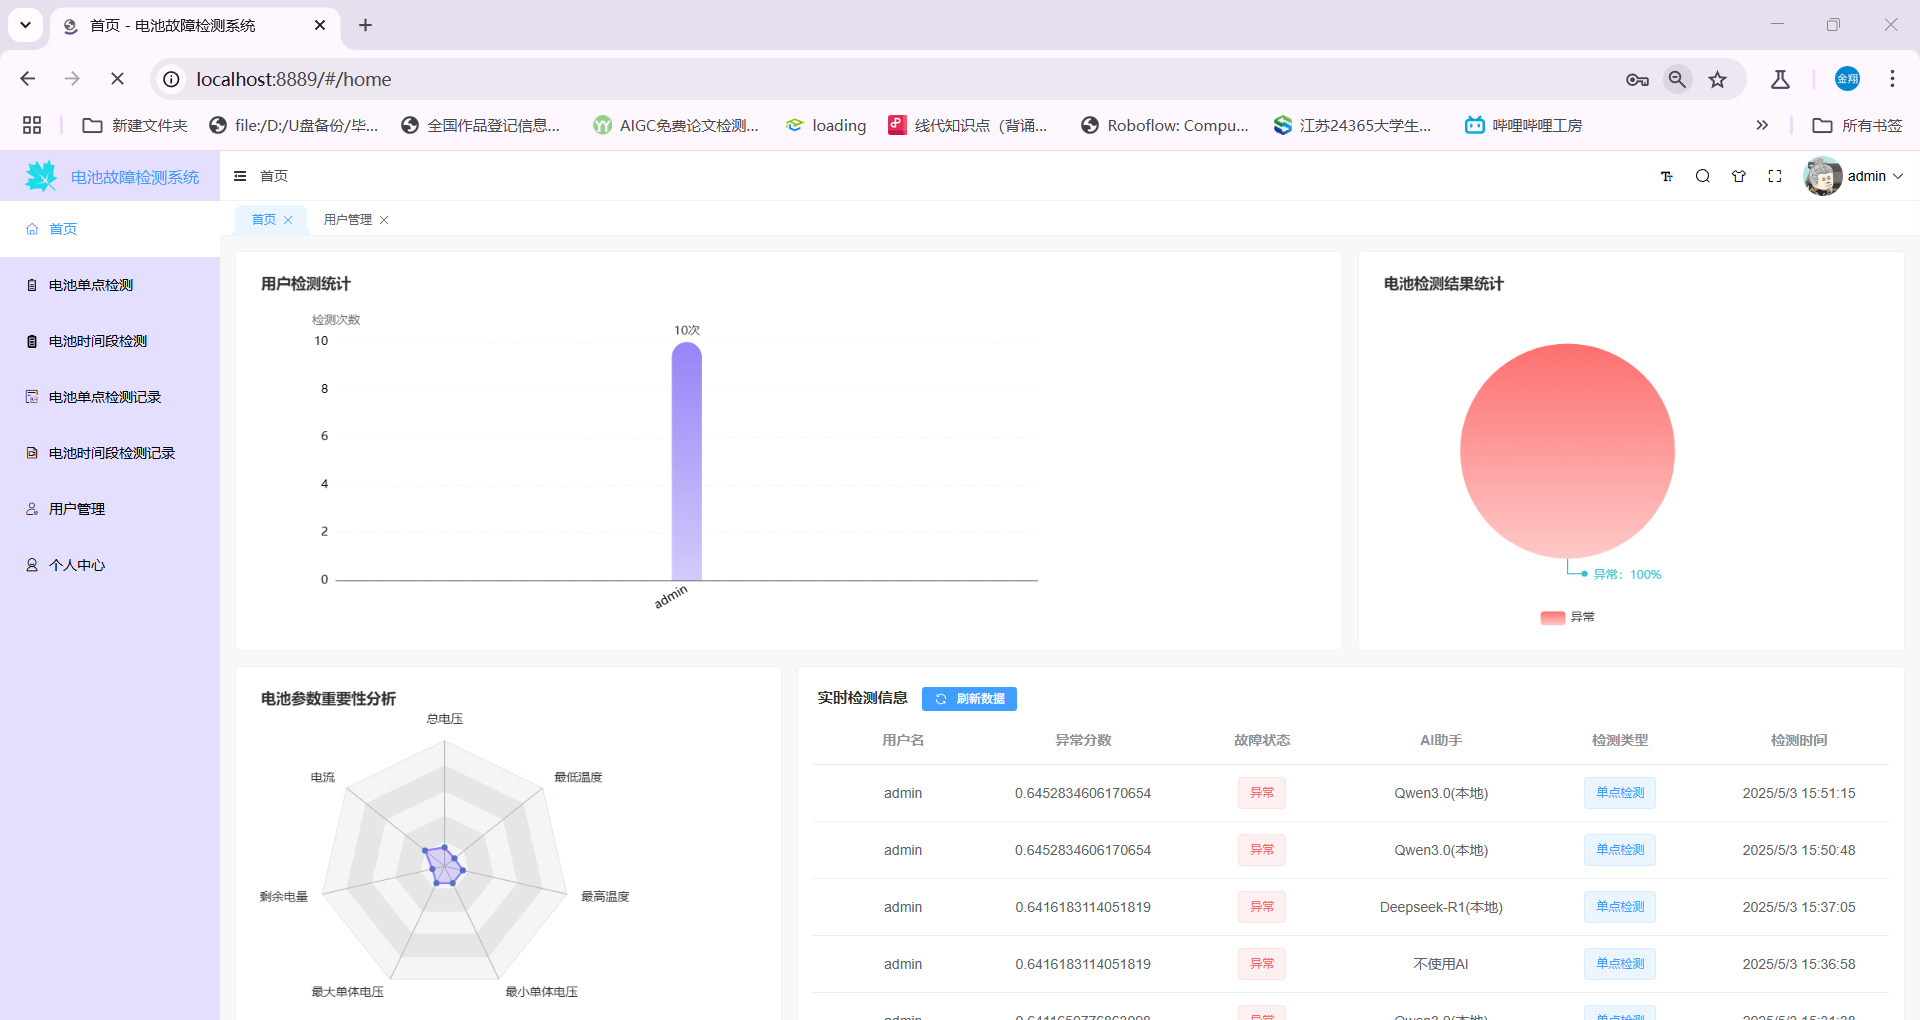 首页 - 电池故障检测系统
localhost:8889/#/home
金翔
新建文件夹
file:/D:/U盘备份/毕...
全国作品登记信息...
AIGC免费论文检测...
loading
线代知识点（背诵...
Roboflow: Compu...
江苏24365大学生...
哔哩哔哩工房
所有书签
电池故障检测系统
首页
admin
首页
用户管理
首页
电池单点检测
电池时间段检测
电池单点检测记录
电池时间段检测记录
用户管理
个人中心
用户检测统计
检测次数
10次
10
8
6
4
2
0
admin
电池检测结果统计
异常：100%
异常
电池参数重要性分析
总电压
电流
最低温度
剩余电量
最高温度
最大单体电压
最小单体电压
实时检测信息
刷新数据
用户名 异常分数 故障状态 AI助手 检测类型 检测时间
admin 0.6452834606170654 异常 Qwen3.0(本地) 单点检测 2025/5/3 15:51:15
admin 0.6452834606170654 异常 Qwen3.0(本地) 单点检测 2025/5/3 15:50:48
admin 0.6416183114051819 异常 Deepseek-R1(本地) 单点检测 2025/5/3 15:37:05
admin 0.6416183114051819 异常 不使用AI 单点检测 2025/5/3 15:36:58